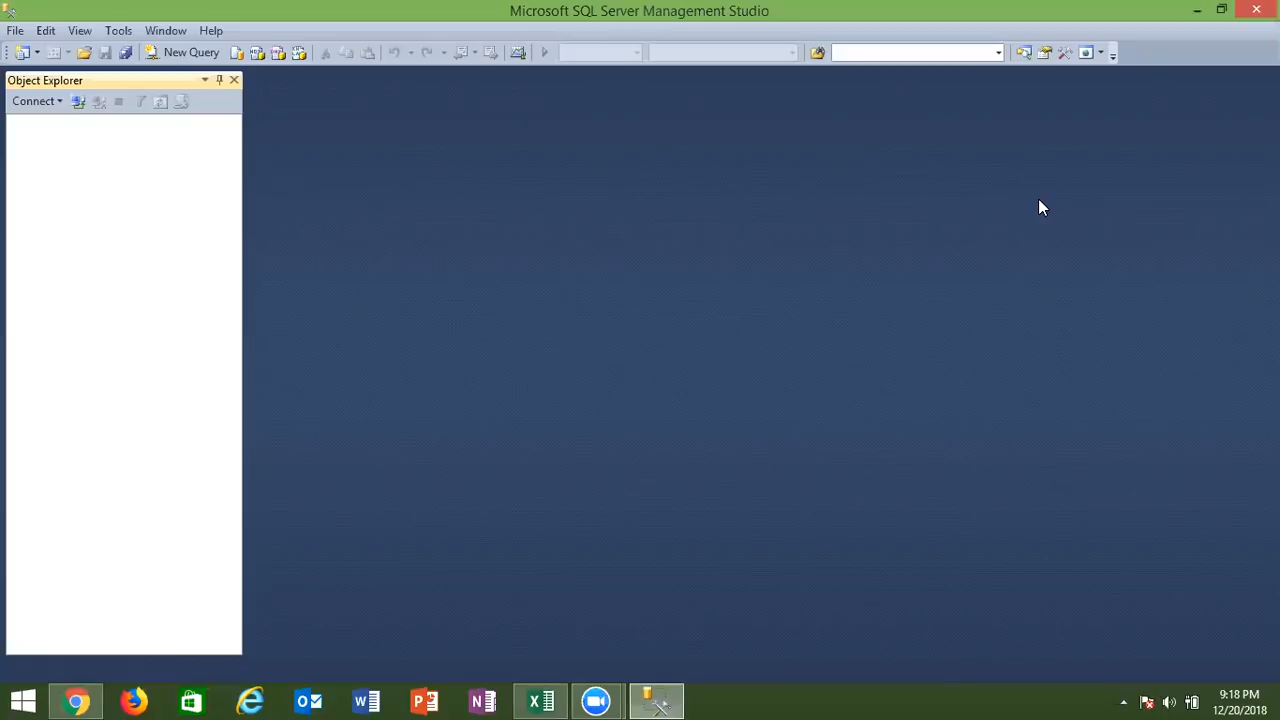 Microsoft SQL Server Management Studio
File Edit View Tools Window Help
New Query
Object Explorer
Connect
9:18 PM
12/20/2018